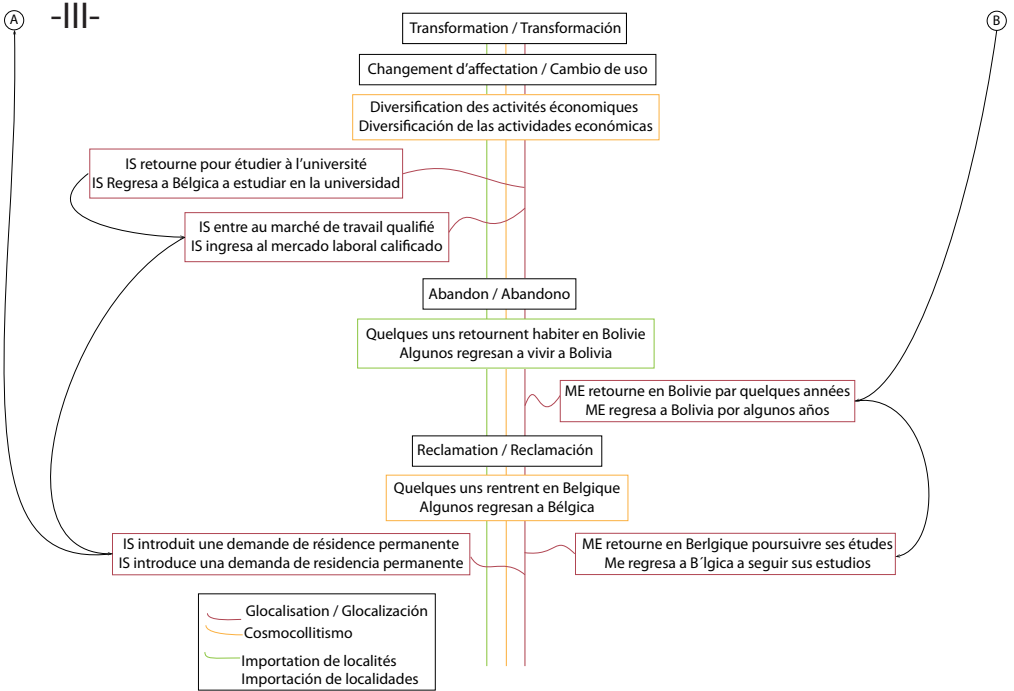 A
-III-
B
Transformation / Transformación
Changement d'affectation / Cambio de uso
Diversification des activités économiques
Diversificación de las actividades económicas
IS retourne pour étudier à l'université
IS Regresa a Bélgica a estudiar en la universidad
IS entre au marché de travail qualifié
IS ingresa al mercado laboral calificado
Abandon / Abandono
Quelques uns retournent habiter en Bolivie
Algunos regresan a vivir a Bolivia
ME retourne en Bolivie par quelques années
ME regresa a Bolivia por algunos años
Reclamation / Reclamación
Quelques uns rentrent en Belgique
Algunos regresan a Bélgica
IS introduit une demande de résidence permanente
IS introduce una demanda de residencia permanente
ME retourne en Berlgique poursuivre ses études
Me regresa a B´lgica a seguir sus estudios
Glocalisation / Glocalización
Cosmocollitismo
Importation de localités
Importación de localidades